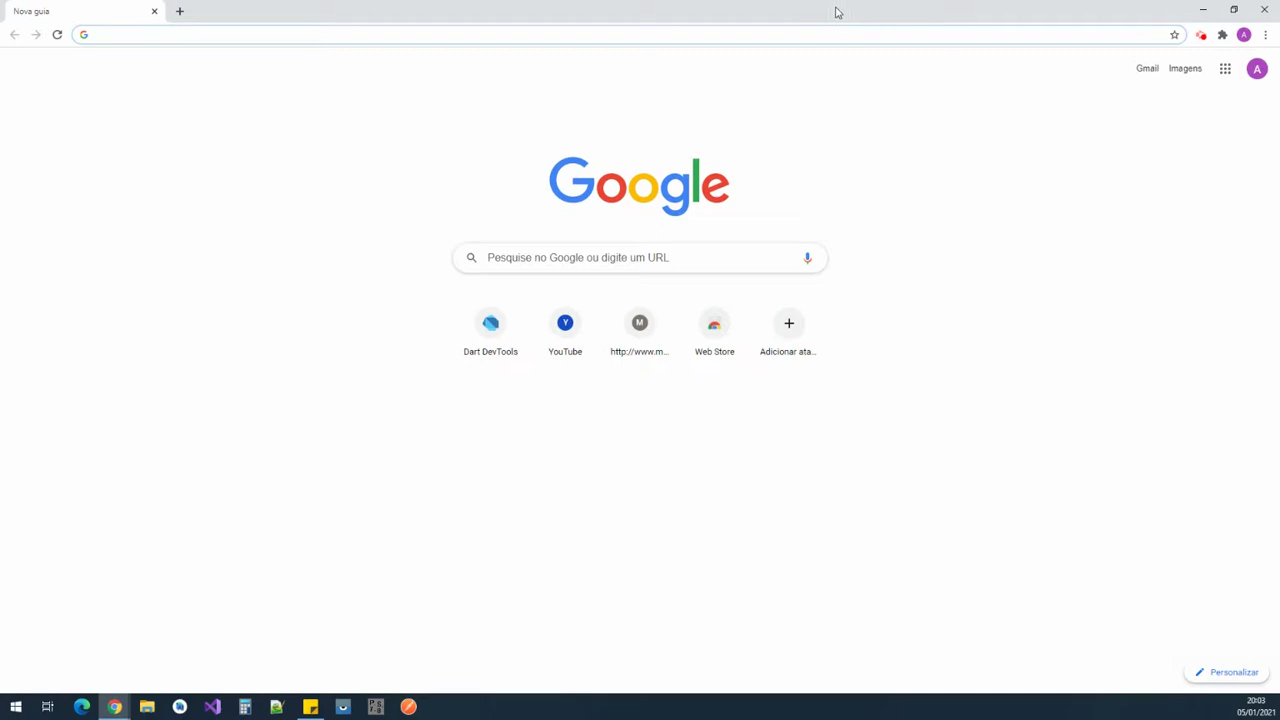 Nova guia
Gmail Imagens A
Google
Pesquise no Google ou digite um URL
Y M
Dart DevTools YouTube http://www.m... Web Store Adicionar ata...
Personalizar
20:03
05/01/2021